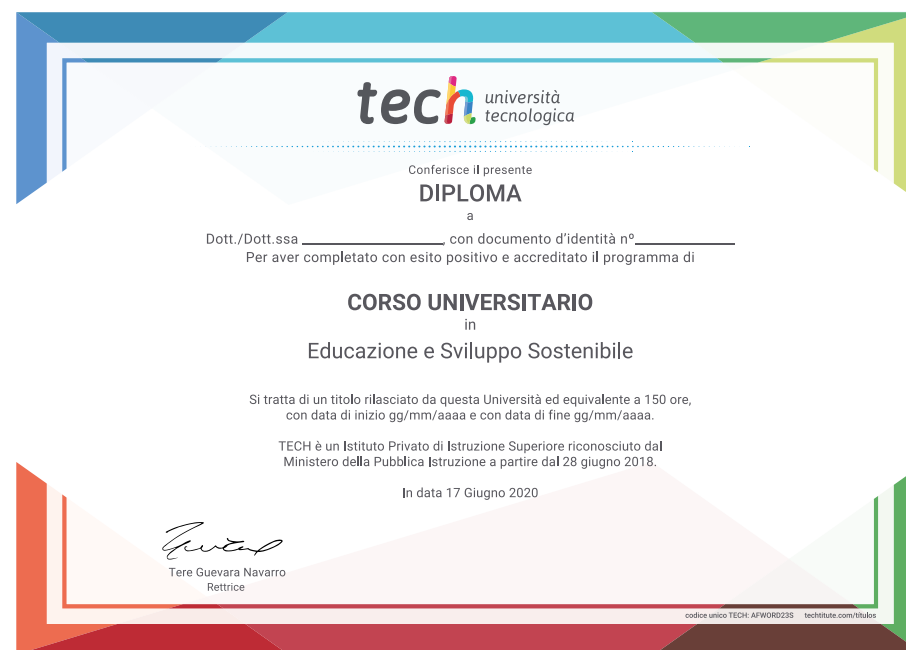 tech università
tecnologica
Conferisce il presente
DIPLOMA
a
Dott./Dott.ssa ____________________, con documento d'identità nº______________
Per aver completato con esito positivo e accreditato il programma di
CORSO UNIVERSITARIO
in
Educazione e Sviluppo Sostenibile
Si tratta di un titolo rilasciato da questa Università ed equivalente a 150 ore,
con data di inizio gg/mm/aaaa e con data di fine gg/mm/aaaa.
TECH è un Istituto Privato di Istruzione Superiore riconosciuto dal
Ministero della Pubblica Istruzione a partire dal 28 giugno 2018.
In data 17 Giugno 2020
Tere Guevara Navarro
Rettrice
codice unico TECH: AFWORD23S techtitute.com/títulos